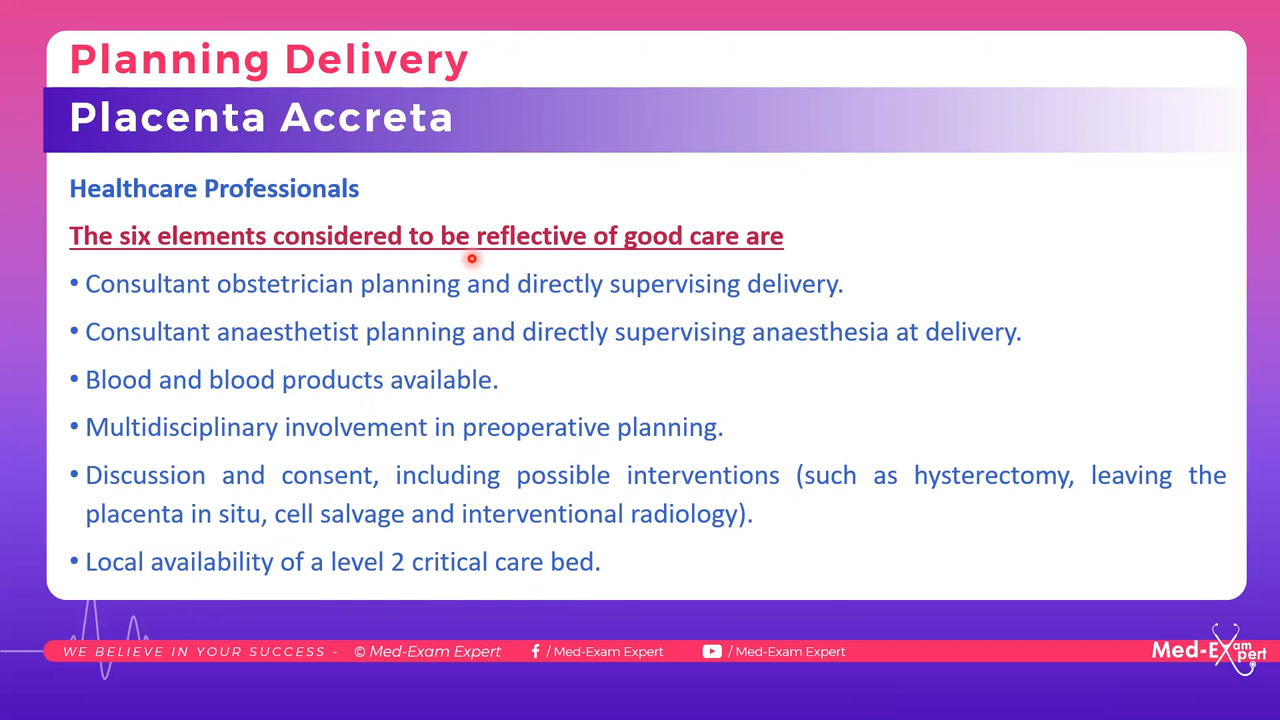 Planning Delivery
Placenta Accreta
Healthcare Professionals
The six elements considered to be reflective of good care are
• Consultant obstetrician planning and directly supervising delivery.
• Consultant anaesthetist planning and directly supervising anaesthesia at delivery.
• Blood and blood products available.
• Multidisciplinary involvement in preoperative planning.
• Discussion and consent, including possible interventions (such as hysterectomy, leaving the
placenta in situ, cell salvage and interventional radiology).
• Local availability of a level 2 critical care bed.
WE BELIEVE IN YOUR SUCCESS - © Med-Exam Expert / Med-Exam Expert / Med-Exam Expert
Med-Exam Expert